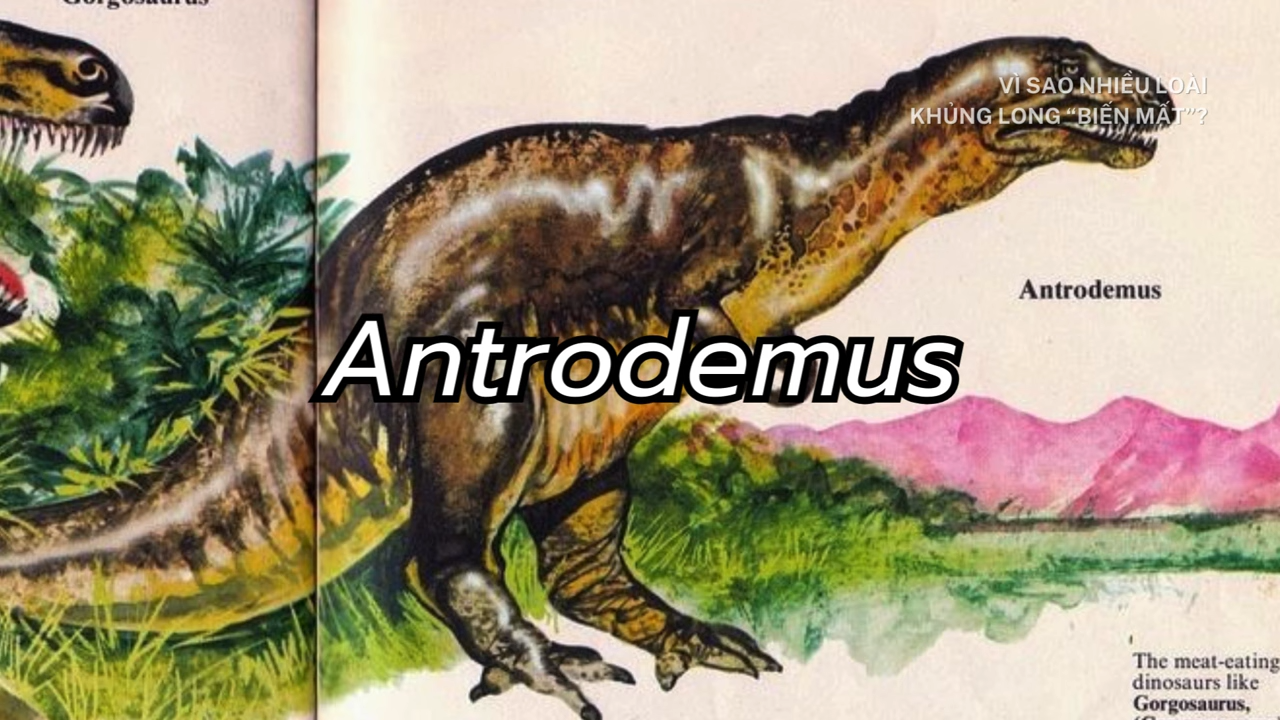 Gorgosaurus
VÌ SAO NHIỀU LOÀI
KHỦNG LONG “BIẾN MẤT”?
Antrodemus
Antrodemus
The meat-eating
dinosaurs like
Gorgosaurus,